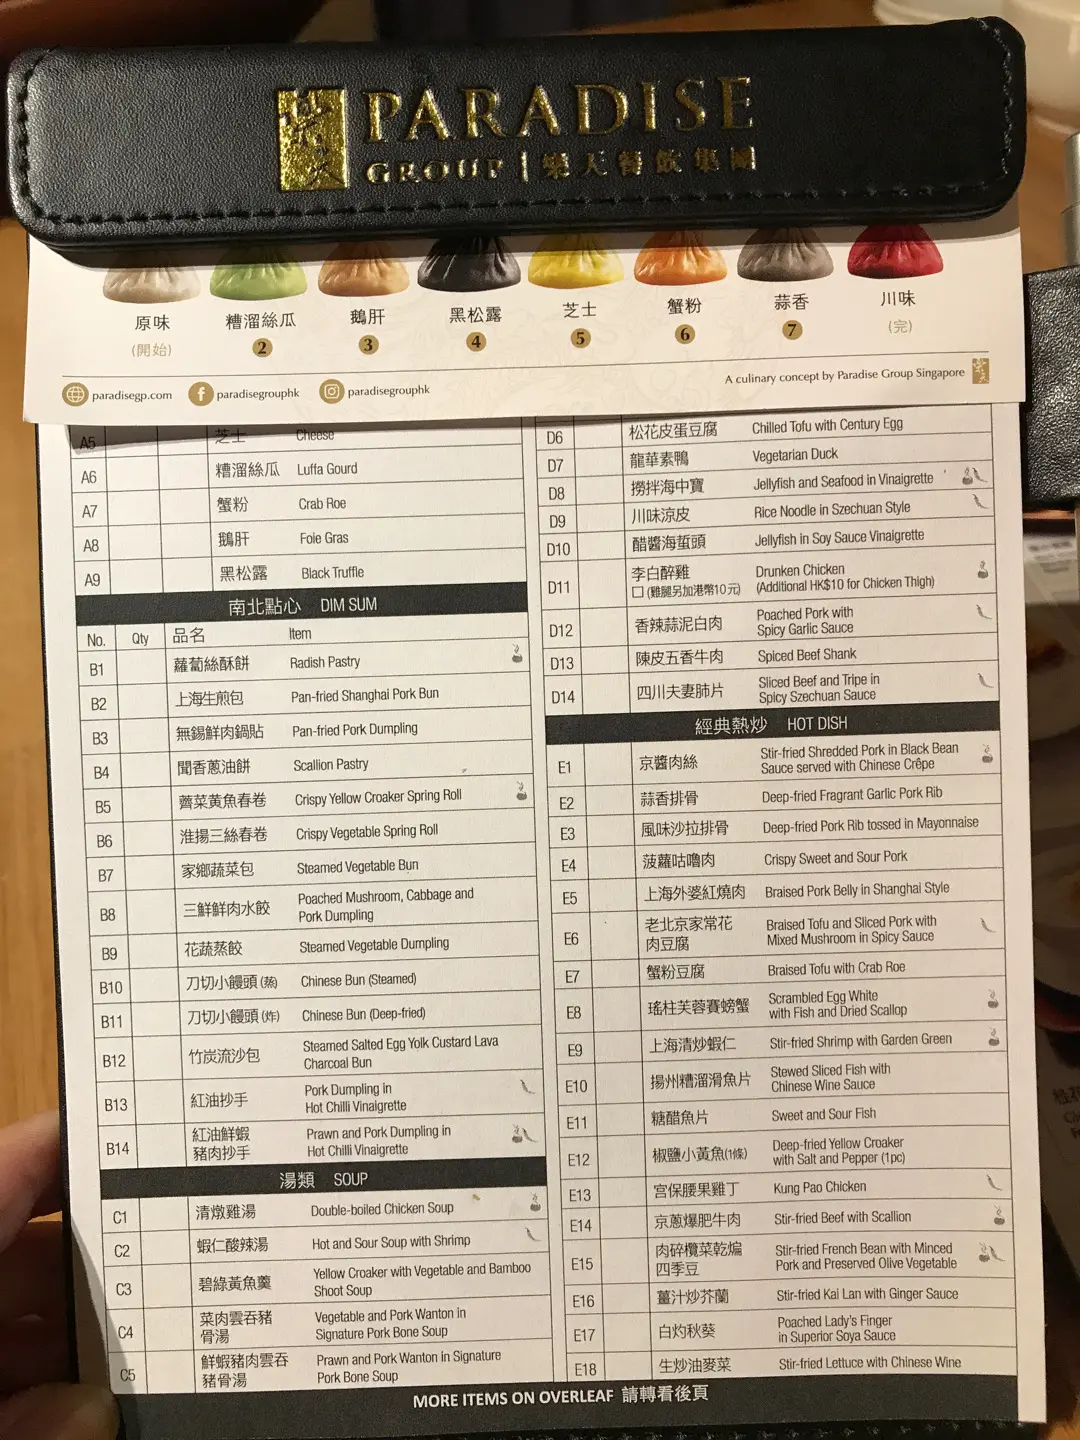 PARADISE
GROUP | 樂天餐飲集團
原味
(開始)
糟溜絲瓜
2
鵝肝
3
黑松露
4
芝士
5
蟹粉
6
蒜香
7
川味
(完)
paradisegp.com
paradisegrouphk
paradisegrouphk
A culinary concept by Paradise Group Singapore
A5 芝士 Cheese
A6 糟溜絲瓜 Luffa Gourd
A7 蟹粉 Crab Roe
A8 鵝肝 Foie Gras
A9 黑松露 Black Truffle
南北點心 DIM SUM
No. Qty 品名 Item
B1 蘿蔔絲酥餅 Radish Pastry
B2 上海生煎包 Pan-fried Shanghai Pork Bun
B3 無錫鮮肉鍋貼 Pan-fried Pork Dumpling
B4 聞香蔥油餅 Scallion Pastry
B5 薺菜黃魚春卷 Crispy Yellow Croaker Spring Roll
B6 淮揚三絲春卷 Crispy Vegetable Spring Roll
B7 家鄉蔬菜包 Steamed Vegetable Bun
B8 三鮮鮮肉水餃 Poached Mushroom, Cabbage and
Pork Dumpling
B9 花蔬蒸餃 Steamed Vegetable Dumpling
B10 刀切小饅頭(蒸) Chinese Bun (Steamed)
B11 刀切小饅頭(炸) Chinese Bun (Deep-fried)
B12 竹炭流沙包 Steamed Salted Egg Yolk Custard Lava
Charcoal Bun
B13 紅油抄手 Pork Dumpling in
Hot Chilli Vinaigrette
B14 紅油鮮蝦
豬肉抄手 Prawn and Pork Dumpling in
Hot Chilli Vinaigrette
湯類 SOUP
C1 清燉雞湯 Double-boiled Chicken Soup
C2 蝦仁酸辣湯 Hot and Sour Soup with Shrimp
C3 碧綠黃魚羹 Yellow Croaker with Vegetable and Bamboo
Shoot Soup
C4 菜肉雲吞豬
骨湯 Vegetable and Pork Wanton in
Signature Pork Bone Soup
C5 鮮蝦豬肉雲吞
豬骨湯 Prawn and Pork Wanton in Signature
Pork Bone Soup
D6 松花皮蛋豆腐 Chilled Tofu with Century Egg
D7 龍華素鴨 Vegetarian Duck
D8 撈拌海中寶 Jellyfish and Seafood in Vinaigrette
D9 川味涼皮 Rice Noodle in Szechuan Style
D10 醋醬海蜇頭 Jellyfish in Soy Sauce Vinaigrette
D11 李白醉雞
☐ (雞腿另加港幣10元) Drunken Chicken
(Additional HK$10 for Chicken Thigh)
D12 香辣蒜泥白肉 Poached Pork with
Spicy Garlic Sauce
D13 陳皮五香牛肉 Spiced Beef Shank
D14 四川夫妻肺片 Sliced Beef and Tripe in
Spicy Szechuan Sauce
經典熱炒 HOT DISH
E1 京醬肉絲 Stir-fried Shredded Pork in Black Bean
Sauce served with Chinese Crêpe
E2 蒜香排骨 Deep-fried Fragrant Garlic Pork Rib
E3 風味沙拉排骨 Deep-fried Pork Rib tossed in Mayonnaise
E4 菠蘿咕嚕肉 Crispy Sweet and Sour Pork
E5 上海外婆紅燒肉 Braised Pork Belly in Shanghai Style
E6 老北京家常花
肉豆腐 Braised Tofu and Sliced Pork with
Mixed Mushroom in Spicy Sauce
E7 蟹粉豆腐 Braised Tofu with Crab Roe
E8 瑤柱芙蓉賽螃蟹 Scrambled Egg White
with Fish and Dried Scallop
E9 上海清炒蝦仁 Stir-fried Shrimp with Garden Green
E10 揚州糟溜滑魚片 Stewed Sliced Fish with
Chinese Wine Sauce
E11 糖醋魚片 Sweet and Sour Fish
E12 椒鹽小黃魚(1條) Deep-fried Yellow Croaker
with Salt and Pepper (1pc)
E13 宮保腰果雞丁 Kung Pao Chicken
E14 京蔥爆肥牛肉 Stir-fried Beef with Scallion
E15 肉碎欖菜乾煸
四季豆 Stir-fried French Bean with Minced
Pork and Preserved Olive Vegetable
E16 薑汁炒芥蘭 Stir-fried Kai Lan with Ginger Sauce
E17 白灼秋葵 Poached Lady's Finger
in Superior Soya Sauce
E18 生炒油麥菜 Stir-fried Lettuce with Chinese Wine
MORE ITEMS ON OVERLEAF 請轉看後頁